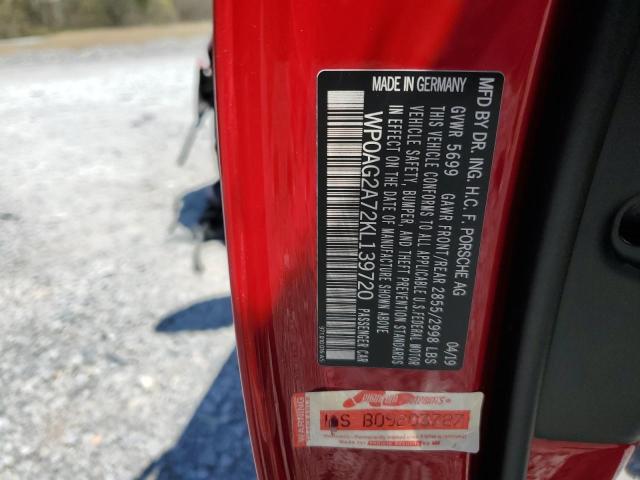 MFD BY DR. ING. H.C. F. PORSCHE AG
GVWR 5699 GAWR FRONT/REAR 2855/2998 LBS
THIS VEHICLE CONFORMS TO ALL APPLICABLE U.S.FEDERAL MOTOR
VEHICLE SAFETY, BUMPER, AND THEFT PREVENTION STANDARDS
IN EFFECT ON THE DATE OF MANUFACTURE SHOWN ABOVE
WP0AG2A72KL139720 PASSENGER CAR
MADE IN GERMANY
04/19
WARNING